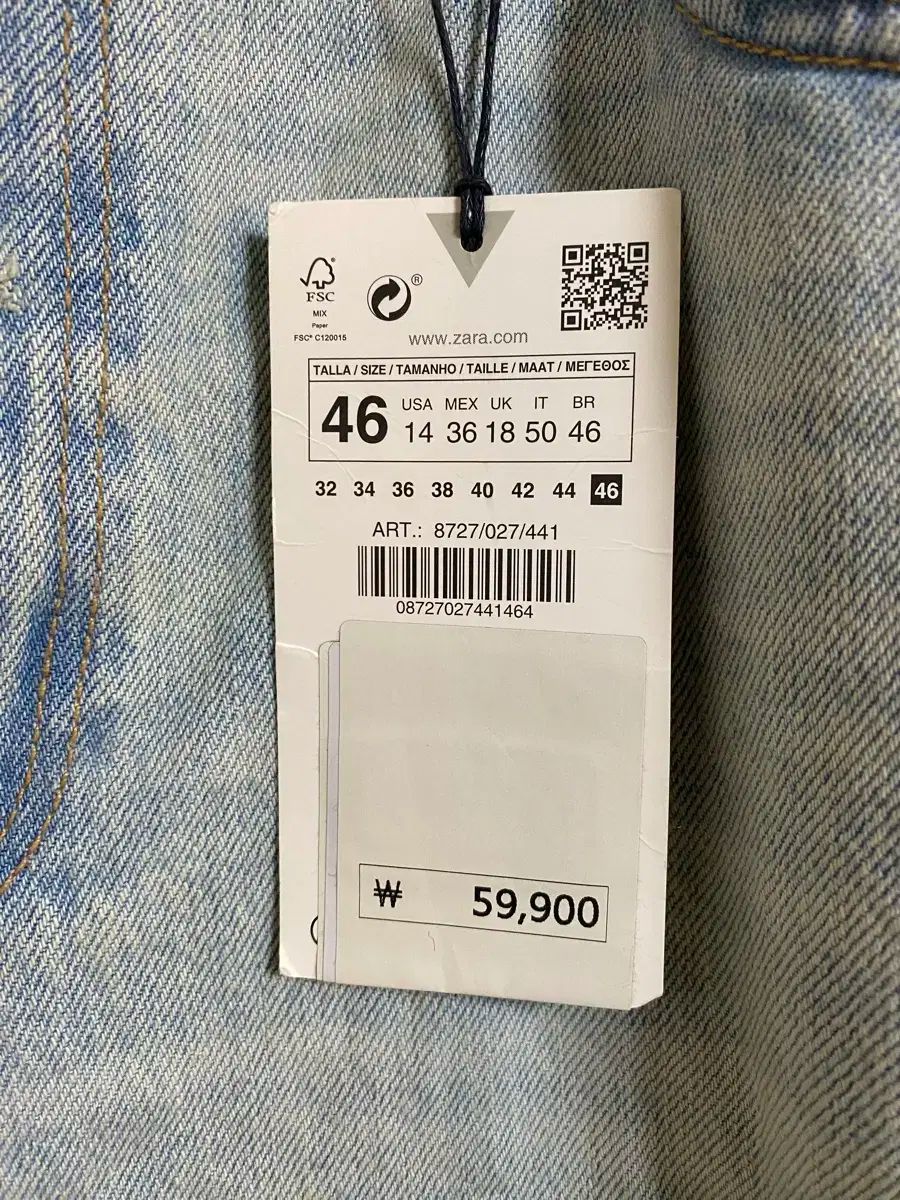 FSC
MIX
Paper
FSC® C120015
®
www.zara.com
TALLA / SIZE / TAMANHO / TAILLE / MAAT / ΜΕΓΕΘΟΣ
46
USA MEX UK IT BR
14 36 18 50 46
32 34 36 38 40 42 44 46
ART.: 8727/027/441
08727027441464
₩ 59,900